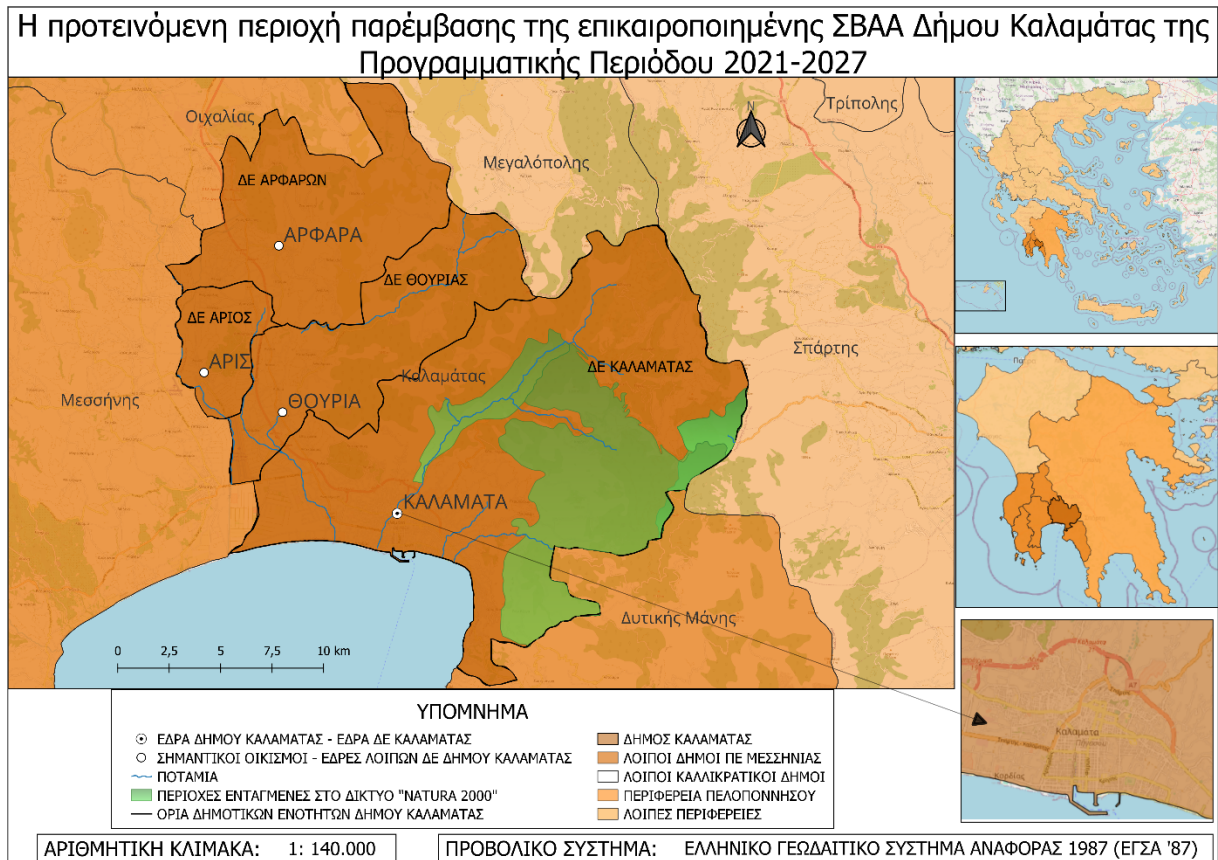 Η προτεινόμενη περιοχή παρέμβασης της επικαιροποιημένης ΣΒΑΑ Δήμου Καλαμάτας της
Προγραμματικής Περιόδου 2021-2027
Οιχαλίας
Τρίπολης
N
Μεγαλόπολης
ΔΕ ΑΡΦΑΡΩΝ
ΑΡΦΑΡΑ
ΔΕ ΘΟΥΡΙΑΣ
ΔΕ ΑΡΙΟΣ
Σπάρτης
ΑΡΙΣ
ΔΕ ΚΑΛΑΜΑΤΑΣ
Καλαμάτας
Μεσσήνης
ΘΟΥΡΙΑ
ΚΑΛΑΜΑΤΑ
Δυτικής Μάνης
0 2,5 5 7,5 10 km
Καλαμάτα
ΥΠΟΜΝΗΜΑ
ΕΔΡΑ ΔΗΜΟΥ ΚΑΛΑΜΑΤΑΣ - ΕΔΡΑ ΔΕ ΚΑΛΑΜΑΤΑΣ
ΣΗΜΑΝΤΙΚΟΙ ΟΙΚΙΣΜΟΙ - ΕΔΡΕΣ ΛΟΙΠΩΝ ΔΕ ΔΗΜΟΥ ΚΑΛΑΜΑΤΑΣ
ΠΟΤΑΜΙΑ
ΠΕΡΙΟΧΕΣ ΕΝΤΑΓΜΕΝΕΣ ΣΤΟ ΔΙΚΤΥΟ "NATURA 2000"
ΟΡΙΑ ΔΗΜΟΤΙΚΩΝ ΕΝΟΤΗΤΩΝ ΔΗΜΟΥ ΚΑΛΑΜΑΤΑΣ
ΔΗΜΟΣ ΚΑΛΑΜΑΤΑΣ
ΛΟΙΠΟΙ ΔΗΜΟΙ ΠΕ ΜΕΣΣΗΝΙΑΣ
ΛΟΙΠΟΙ ΚΑΛΛΙΚΡΑΤΙΚΟΙ ΔΗΜΟΙ
ΠΕΡΙΦΕΡΕΙΑ ΠΕΛΟΠΟΝΝΗΣΟΥ
ΛΟΙΠΕΣ ΠΕΡΙΦΕΡΕΙΕΣ
ΑΡΙΘΜΗΤΙΚΗ ΚΛΙΜΑΚΑ: 1: 140.000
ΠΡΟΒΟΛΙΚΟ ΣΥΣΤΗΜΑ: ΕΛΛΗΝΙΚΟ ΓΕΩΔΑΙΤΙΚΟ ΣΥΣΤΗΜΑ ΑΝΑΦΟΡΑΣ 1987 (ΕΓΣΑ '87)